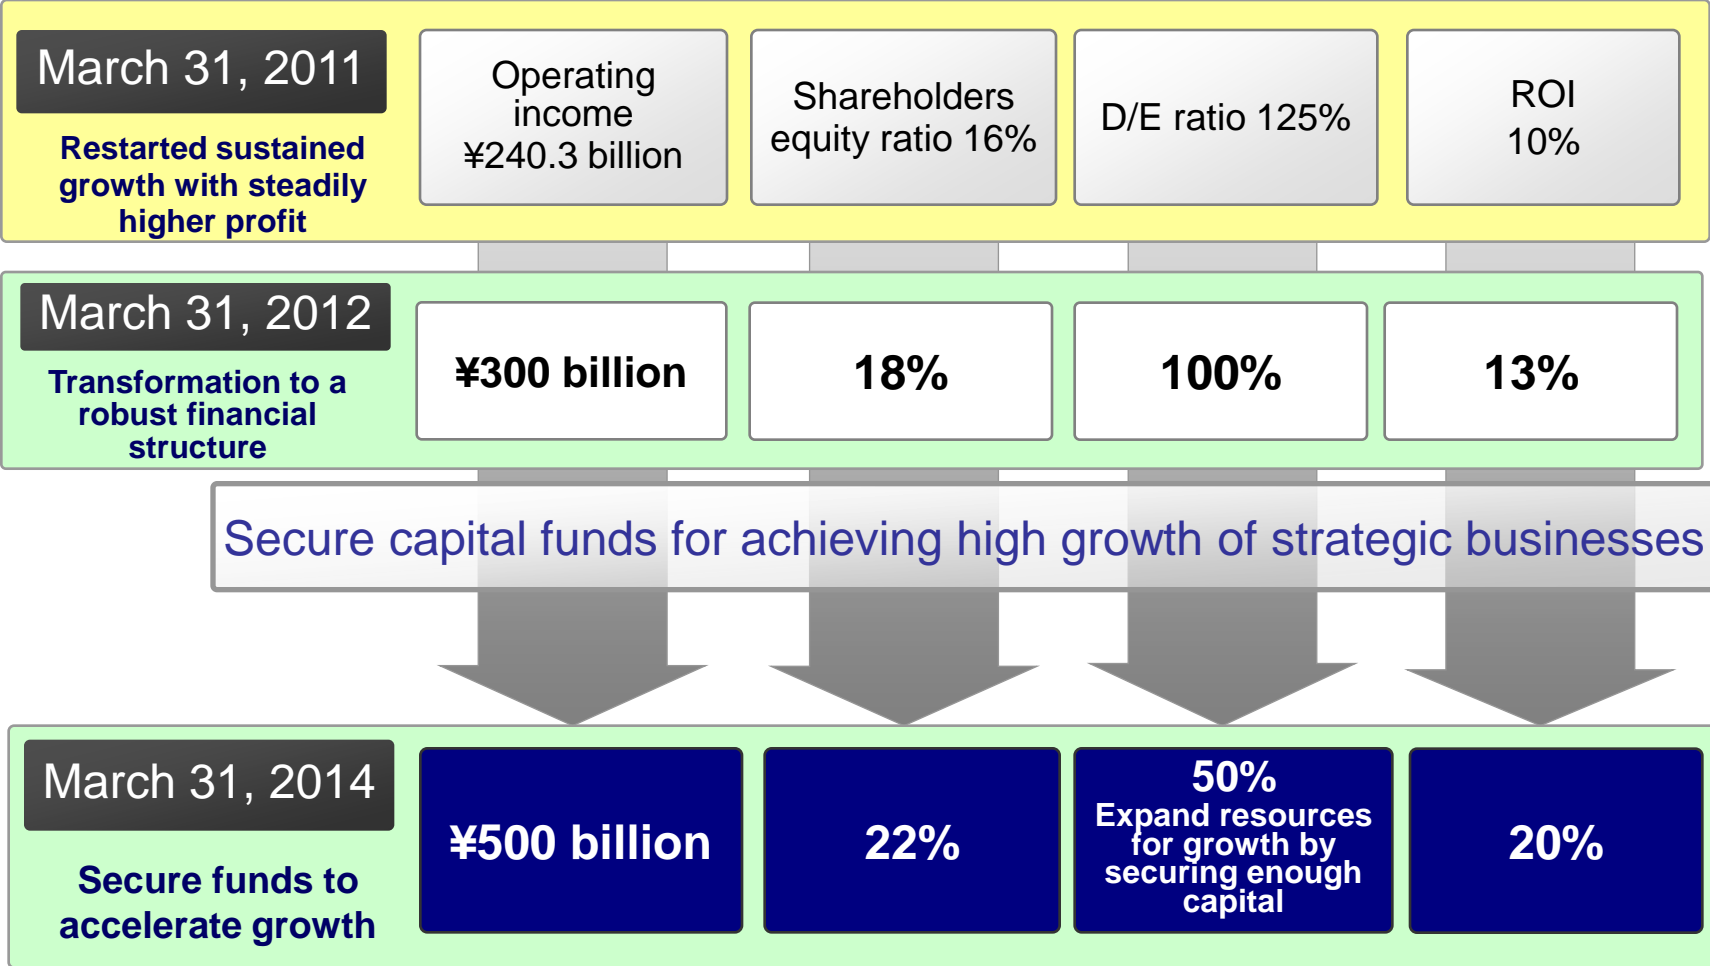 March 31, 2011
Restarted sustained
growth with steadily
higher profit
Operating
income
¥240.3 billion
Shareholders
equity ratio 16%
D/E ratio 125%
ROI
10%
March 31, 2012
Transformation to a
robust financial
structure
¥300 billion
18%
100%
13%
Secure capital funds for achieving high growth of strategic businesses
March 31, 2014
Secure funds to
accelerate growth
¥500 billion
22%
50%
Expand resources
for growth by
securing enough
capital
20%